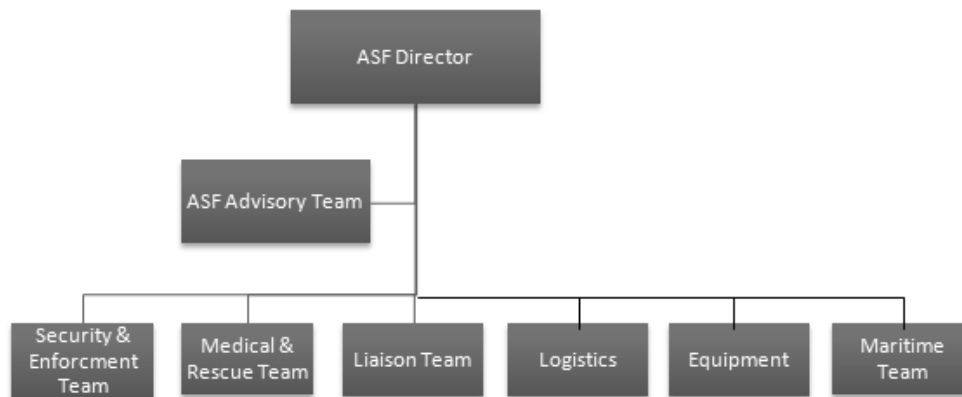 ASF Director
ASF Advisory Team
Security &
Enforcment
Team
Medical &
Rescue Team
Liaison Team
Logistics
Equipment
Maritime
Team